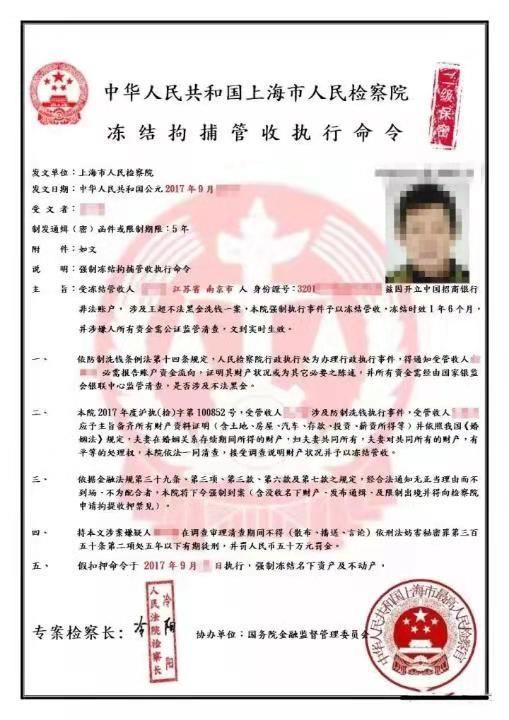 中华人民共和国上海市人民检察院
冻结拘捕管收执行命令
二级保密
发文单位：上海市人民检察院
发文日期：中华人民共和国公元 2017 年 9 月
受 文 者：
制发通缉（密）函件或限制期限：5 年
附 件：如文
说 明：强制冻结拘捕管收执行命令
主 旨：受冻结管收人 江苏省 南京市 人 身份证号：3201 兹因开立中国招商银行
非法账户，涉及王超不法黑金洗钱一案，本院强制执行事件予以冻结管收，冻结时效 1 年 6 个月，
并涉嫌人所有资金需公证监管清查，文到实时生效。
一、 依防制洗钱条例法第十四条规定，人民检察院行政执行处为办理行政执行事件，得通知受管收人
必需报告账户资金流向，证明其财产状况或为其它必要之陈述，并所有资金需经由国家银监
会银联中心监管清查，是否涉及不法黑金。
二、 本院 2017 年度沪执(检)字第 100852 号，受管收人 涉及防制洗钱执行事件，受管收人
应于主旨备齐所有财产资料证明（含土地、房屋、汽车、存款、投资、薪资所得等）并依照我国《婚
姻法》规定，夫妻在婚姻关系存续期间所得的财产，归夫妻共同所有，夫妻对共同所有的财产，有
平等的处理权，本院依法一同清查，接受调查说明财产状况并予以冻结管收。
三、 依据金融法规第三十九条、第三项、第三款、第六款及第七款之规定，经合法通知无正当理由而不
到场、不为配合者，本院将下令强制到案（含没收名下财产、发布通缉、及限制出境并得向检察院
申请拘提收押禁见）。
四、 持本文涉案嫌疑人 在调查审理清查期间不得（散布、播送、言论）依刑法妨害秘密罪第三百
五十条第二项处五年以下有期徒刑，并罚人民币五十万元罚金。
五、 假扣押命令于 2017 年 9 月 日执行，强制冻结名下资产及不动产，
专案检察长：冷 阳
人民法院检察长
冷阳
协办单位：国务院金融监督管理委员会
中华人民共和国上海市最高人民检察官